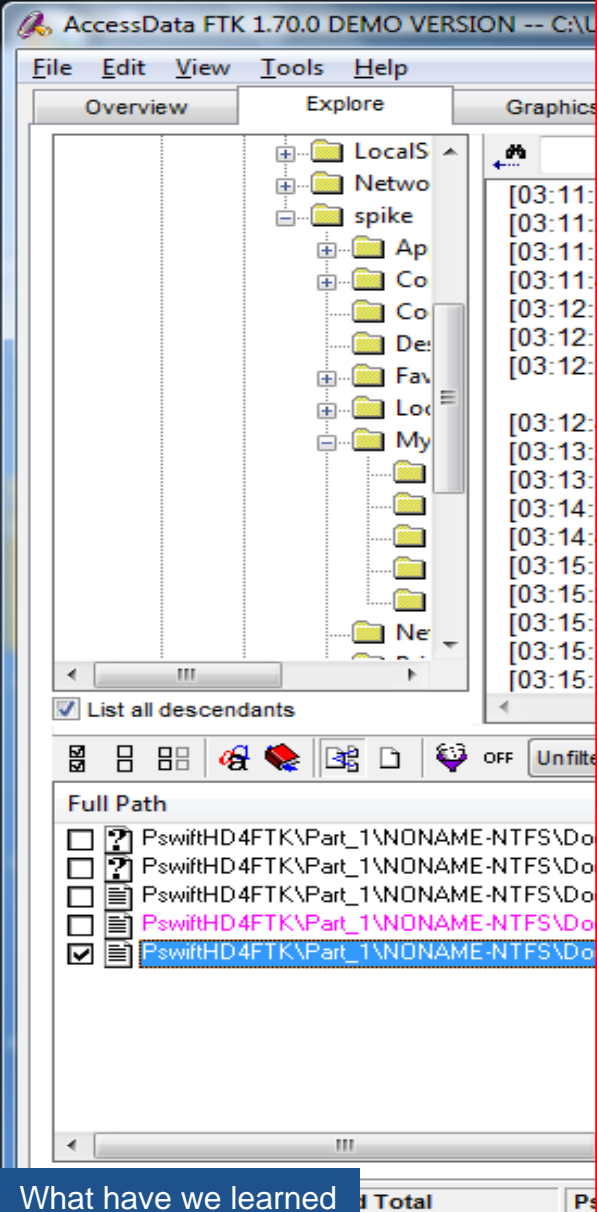 AccessData FTK 1.70.0 DEMO VERSION -- C:\U
File Edit View Tools Help
Overview Explore Graphics
LocalS
Netwo
spike
Ap
Co
Co
Des
Fav
Loc
My
Net
List all descendants
[03:11:
[03:11:
[03:11:
[03:11:
[03:12:
[03:12:
[03:12:
[03:12:
[03:13:
[03:13:
[03:14:
[03:14:
[03:15:
[03:15:
[03:15:
[03:15:
[03:15:
OFF Unfilte
Full Path
PswiftHD4FTK\Part_1\NONAME-NTFS\Do
PswiftHD4FTK\Part_1\NONAME-NTFS\Do
PswiftHD4FTK\Part_1\NONAME-NTFS\Do
PswiftHD4FTK\Part_1\NONAME-NTFS\Do
PswiftHD4FTK\Part_1\NONAME-NTFS\Do
What have we learned
d Total
Ps